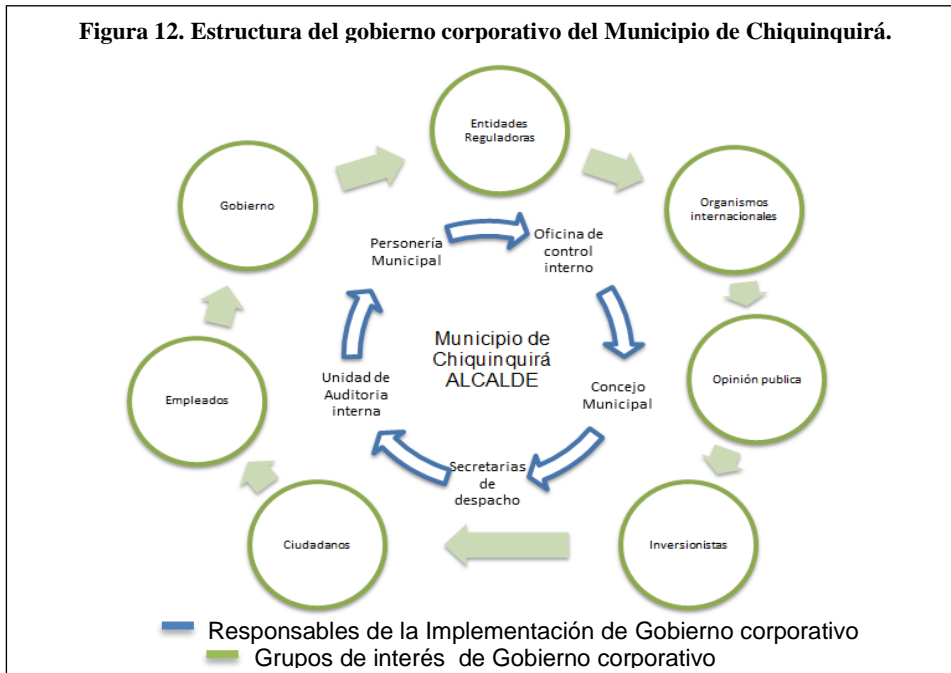 Figura 12. Estructura del gobierno corporativo del Municipio de Chiquinquirá.
Entidades
Reguladoras
Gobierno
Organismos
internacionales
Personería
Municipal
Oficina de
control
interno
Municipio de
Chiquinquirá
ALCALDE
Empleados
Unidad de
Auditoria
interna
Concejo
Municipal
Opinión publica
Secretarias
de
despacho
Ciudadanos
Inversionistas
Responsables de la Implementación de Gobierno corporativo
Grupos de interés de Gobierno corporativo